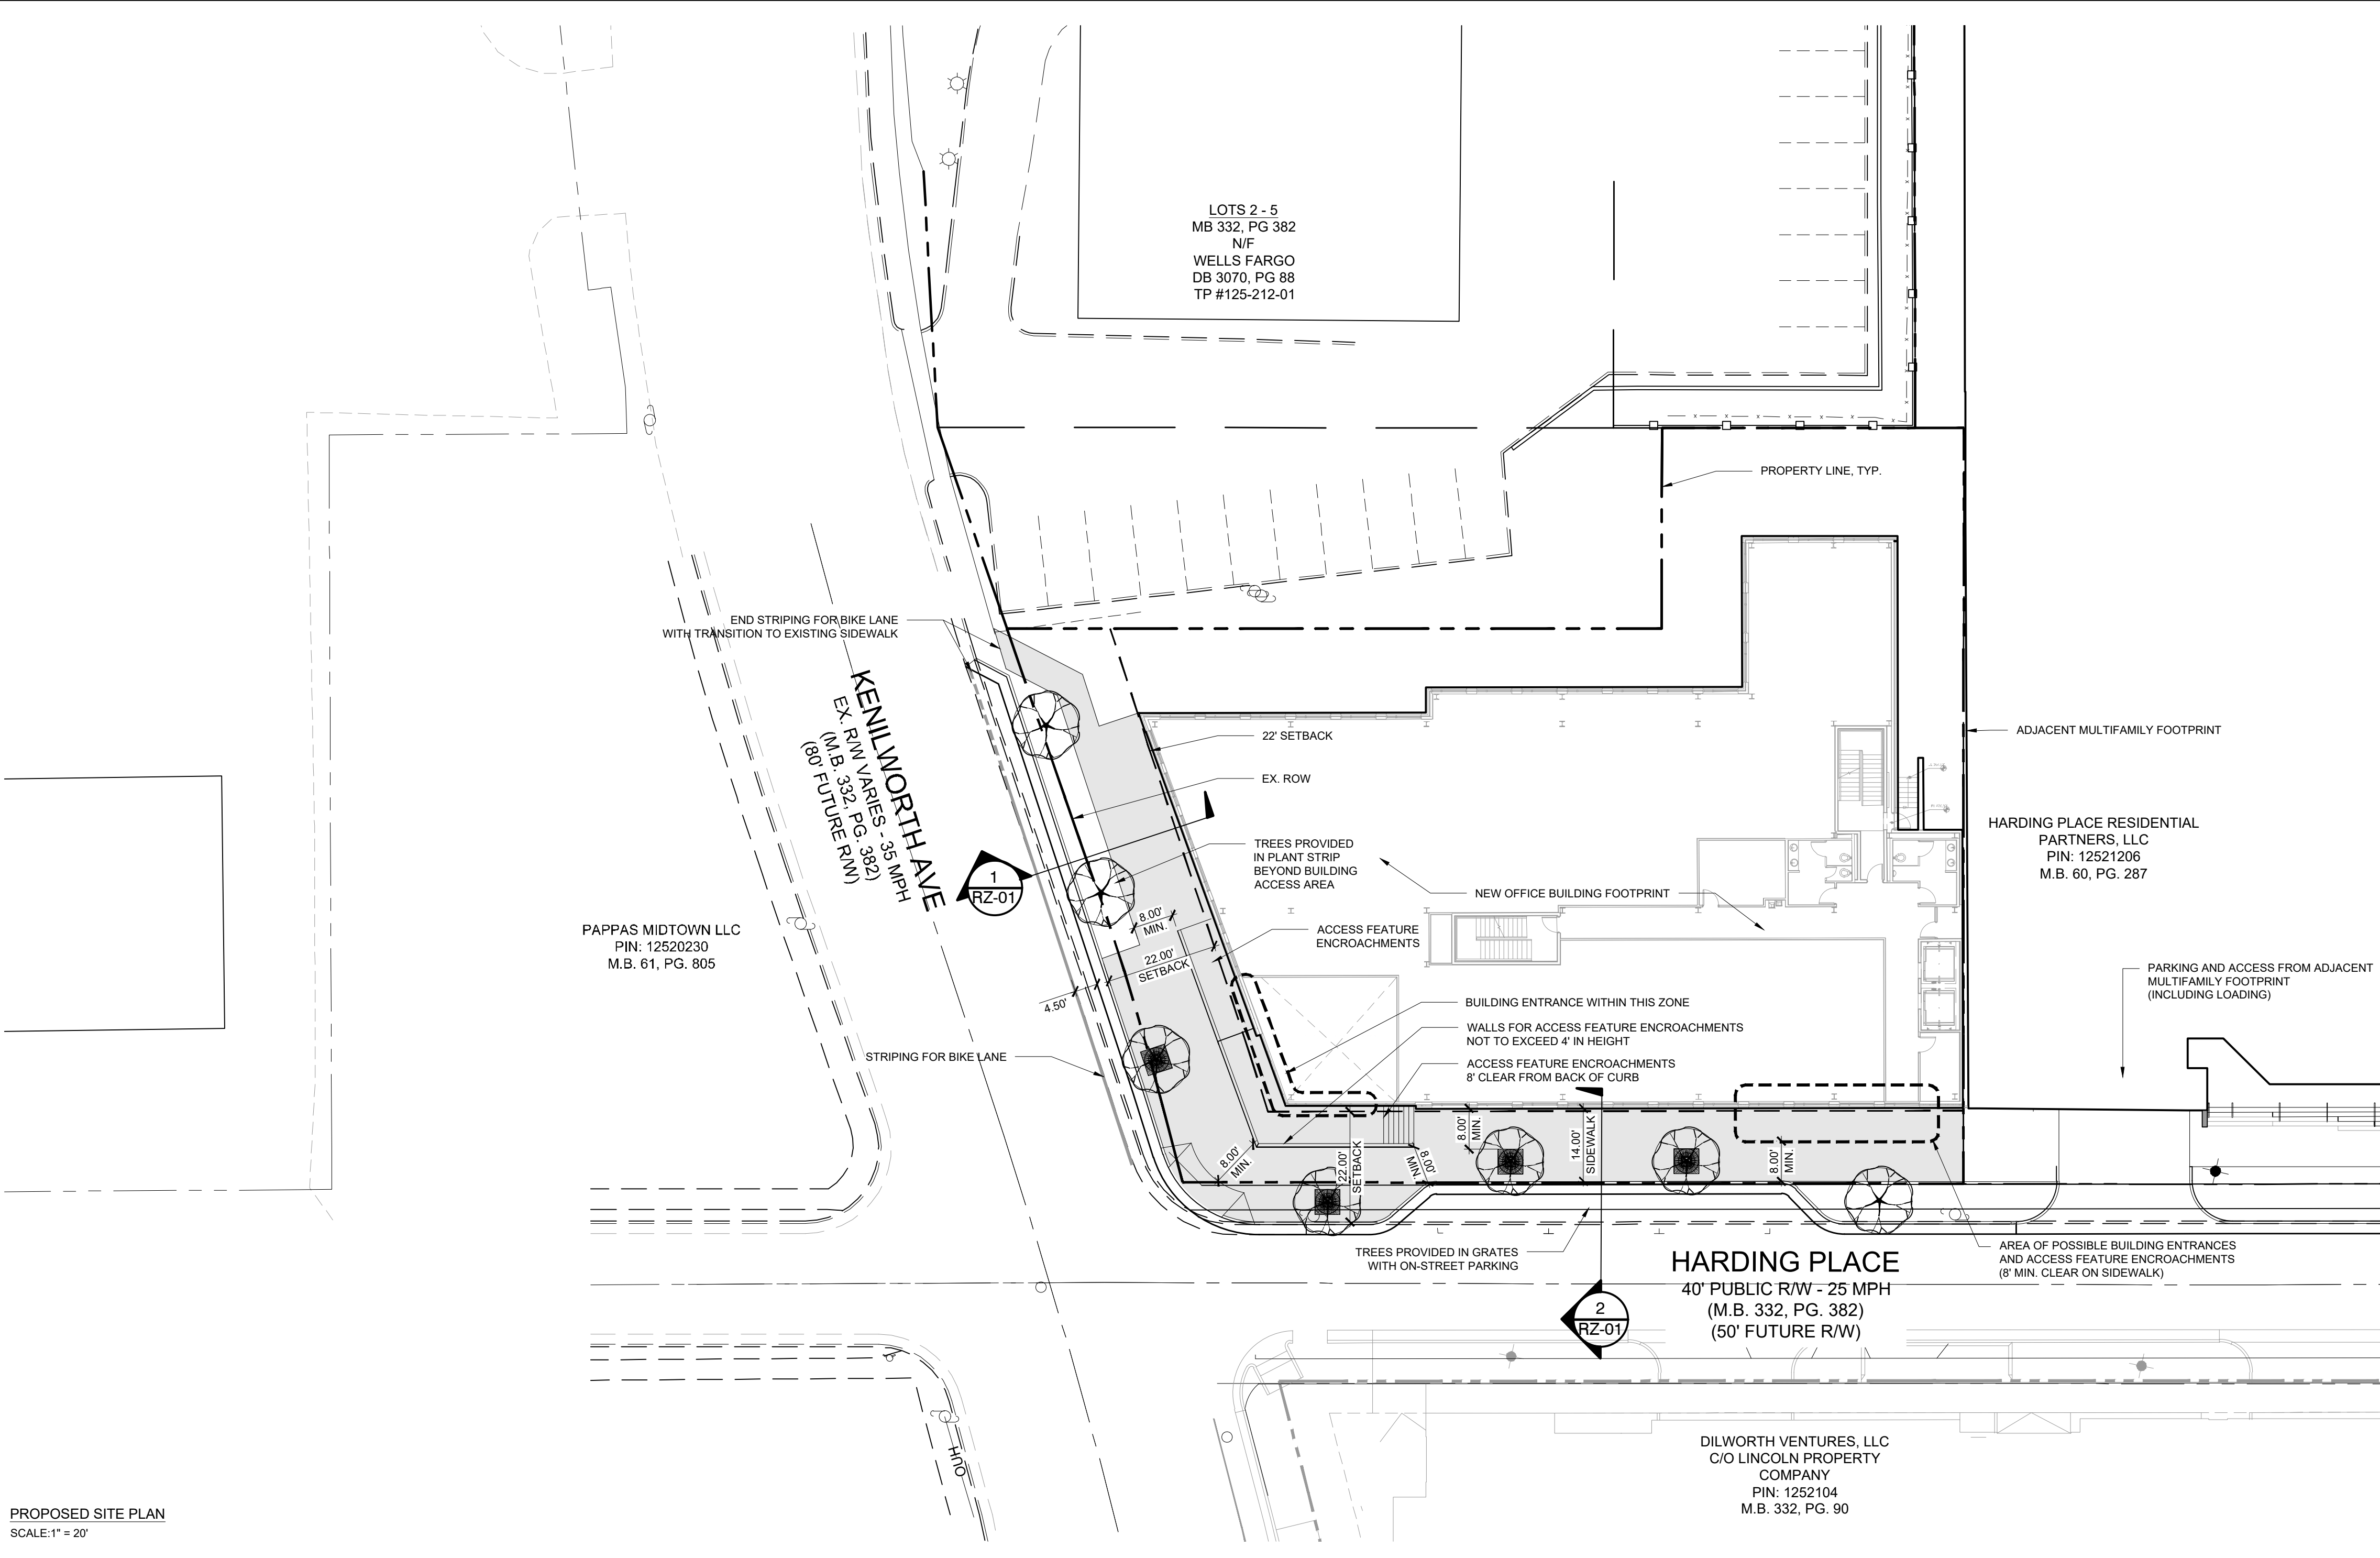 LOTS 2 - 5
MB 332, PG 382
N/F
WELLS FARGO
DB 3070, PG 88
TP #125-212-01
PROPERTY LINE, TYP.
END STRIPING FOR BIKE LANE
WITH TRANSITION TO EXISTING SIDEWALK
KENILWORTH AVE
EX. R/W VARIES - 35 MPH
(M.B. 332, PG. 382)
(80' FUTURE R/W)
22' SETBACK
EX. ROW
ADJACENT MULTIFAMILY FOOTPRINT
TREES PROVIDED
IN PLANT STRIP
BEYOND BUILDING
ACCESS AREA
HARDING PLACE RESIDENTIAL
PARTNERS, LLC
PIN: 12521206
M.B. 60, PG. 287
1
RZ-01
NEW OFFICE BUILDING FOOTPRINT
PAPPAS MIDTOWN LLC
PIN: 12520230
M.B. 61, PG. 805
8.00'
MIN.
ACCESS FEATURE
ENCROACHMENTS
22.00'
SETBACK
4.50'
PARKING AND ACCESS FROM ADJACENT
MULTIFAMILY FOOTPRINT
(INCLUDING LOADING)
BUILDING ENTRANCE WITHIN THIS ZONE
WALLS FOR ACCESS FEATURE ENCROACHMENTS
NOT TO EXCEED 4' IN HEIGHT
STRIPING FOR BIKE LANE
ACCESS FEATURE ENCROACHMENTS
8' CLEAR FROM BACK OF CURB
8.00'
MIN.
22.00'
SETBACK
8.00'
MIN.
8.00'
MIN.
14.00'
SIDEWALK
8.00'
MIN.
TREES PROVIDED IN GRATES
WITH ON-STREET PARKING
HARDING PLACE
40' PUBLIC R/W - 25 MPH
(M.B. 332, PG. 382)
(50' FUTURE R/W)
AREA OF POSSIBLE BUILDING ENTRANCES
AND ACCESS FEATURE ENCROACHMENTS
(8' MIN. CLEAR ON SIDEWALK)
2
RZ-01
OUH
DILWORTH VENTURES, LLC
C/O LINCOLN PROPERTY
COMPANY
PIN: 1252104
M.B. 332, PG. 90
PROPOSED SITE PLAN
SCALE:1" = 20'